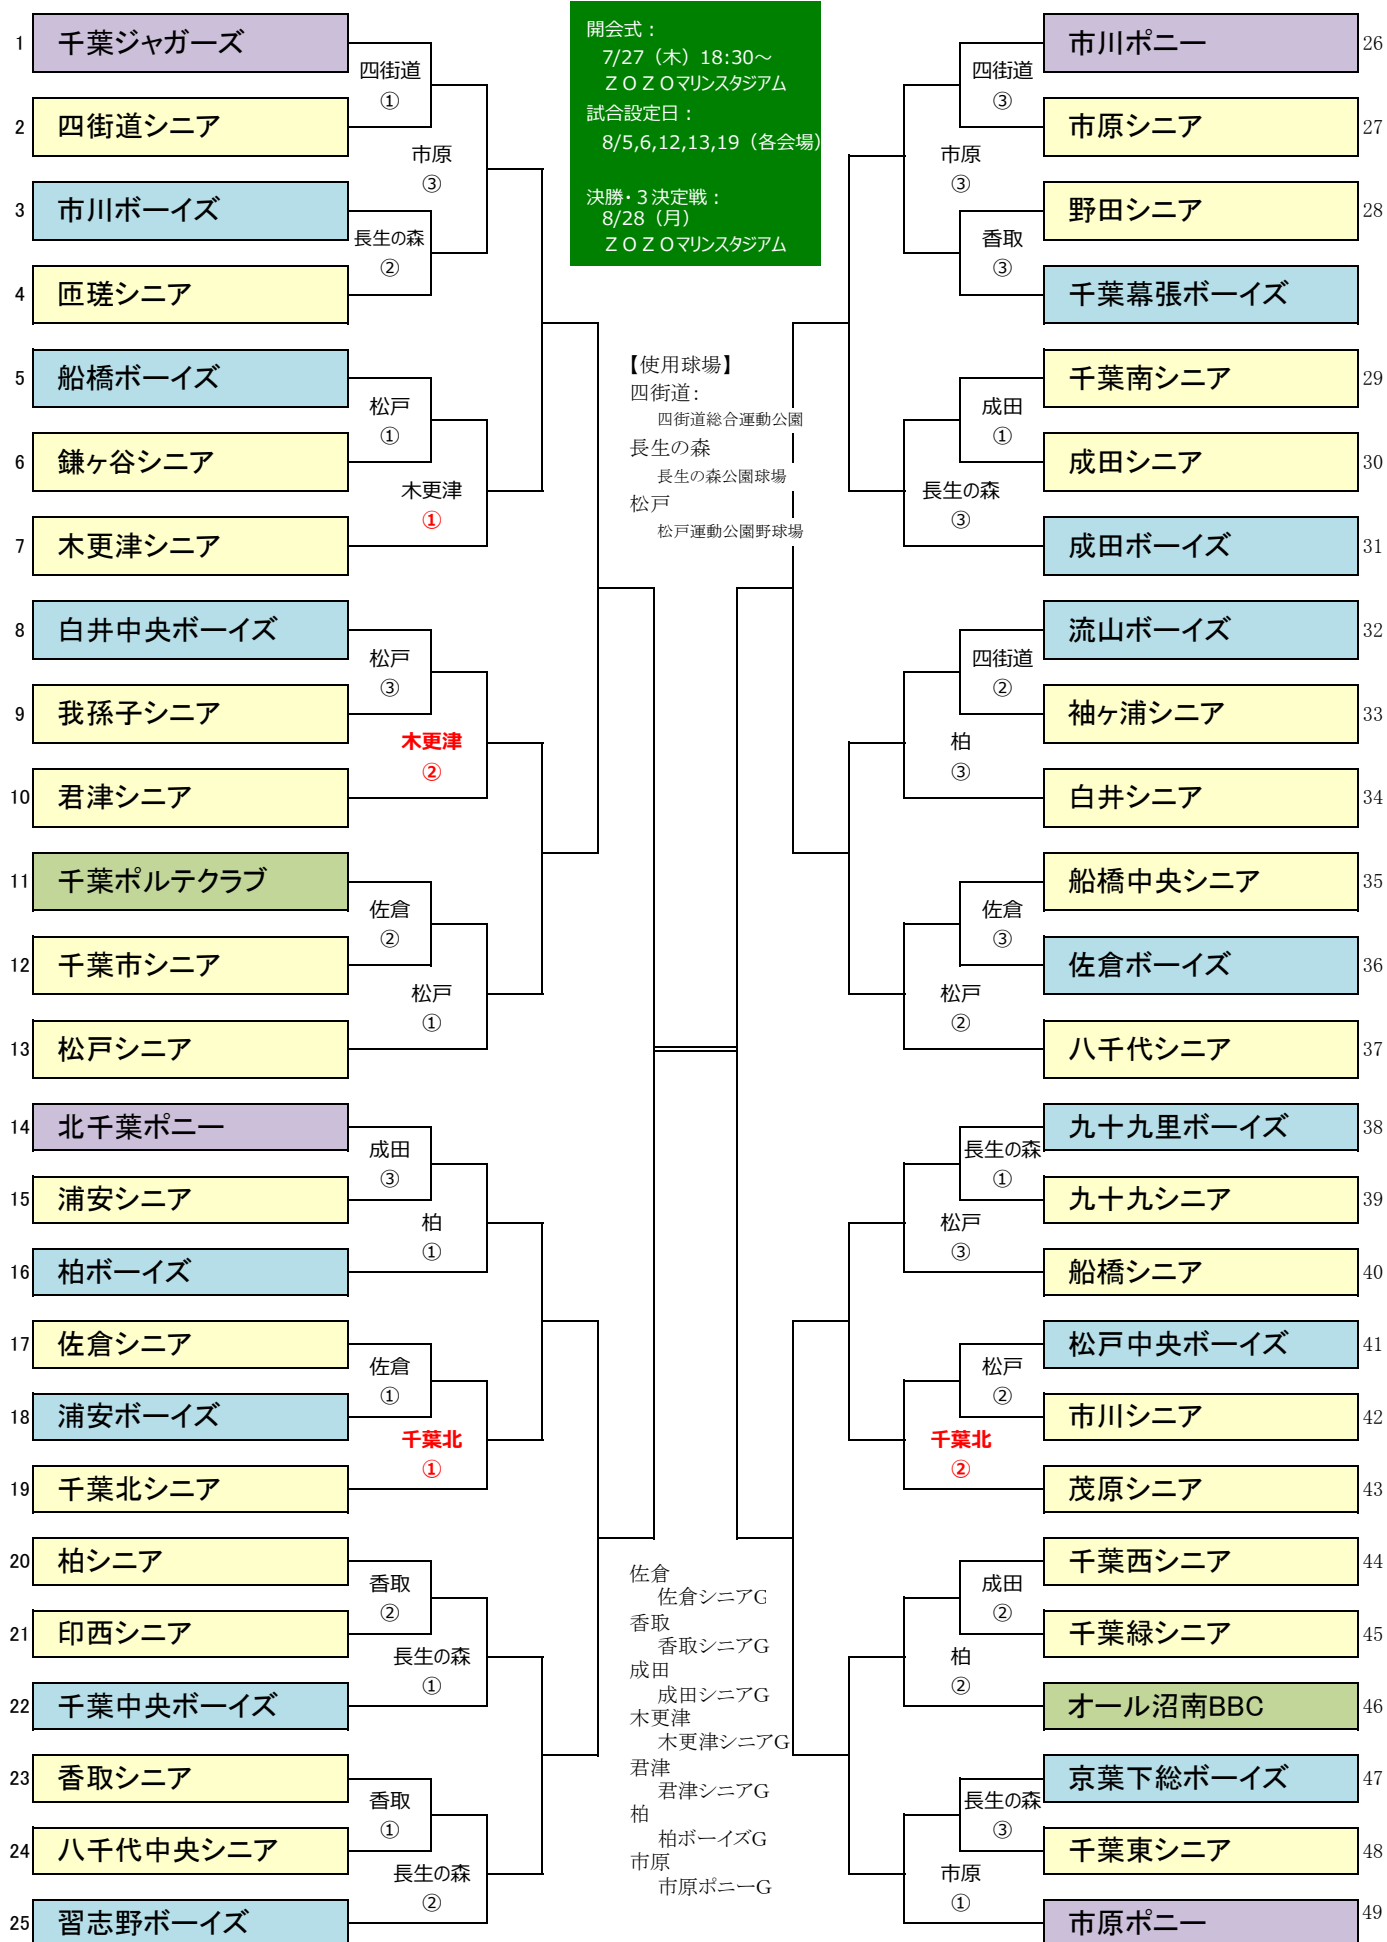 開会式：
7/27（木）18:30～
ＺＯＺＯマリンスタジアム
試合設定日：
8/5,6,12,13,19（各会場）
決勝・３決定戦：
8/28（月）
ＺＯＺＯマリンスタジアム
1 千葉ジャガーズ
四街道
①
2 四街道シニア
市原
③
3 市川ボーイズ
長生の森
②
4 匝瑳シニア
5 船橋ボーイズ
松戸
①
6 鎌ヶ谷シニア
木更津
①
7 木更津シニア
8 白井中央ボーイズ
松戸
③
9 我孫子シニア
木更津
②
10 君津シニア
11 千葉ポルテクラブ
佐倉
②
12 千葉市シニア
松戸
①
13 松戸シニア
14 北千葉ポニー
成田
③
15 浦安シニア
柏
①
16 柏ボーイズ
17 佐倉シニア
佐倉
①
18 浦安ボーイズ
千葉北
①
19 千葉北シニア
20 柏シニア
香取
②
21 印西シニア
長生の森
①
22 千葉中央ボーイズ
23 香取シニア
香取
①
24 八千代中央シニア
長生の森
②
25 習志野ボーイズ
【使用球場】
四街道：
四街道総合運動公園
長生の森
長生の森公園球場
松戸
松戸運動公園野球場
佐倉
佐倉シニアG
香取
香取シニアG
成田
成田シニアG
木更津
木更津シニアG
君津
君津シニアG
柏
柏ボーイズG
市原
市原ポニーG
市川ポニー 26
四街道
③
市原シニア 27
市原
③
野田シニア 28
香取
③
千葉幕張ボーイズ
千葉南シニア 29
成田
①
成田シニア 30
長生の森
③
成田ボーイズ 31
流山ボーイズ 32
四街道
②
袖ヶ浦シニア 33
柏
③
白井シニア 34
船橋中央シニア 35
佐倉
③
佐倉ボーイズ 36
松戸
②
八千代シニア 37
九十九里ボーイズ 38
長生の森
①
九十九シニア 39
松戸
③
船橋シニア 40
松戸中央ボーイズ 41
松戸
②
市川シニア 42
千葉北
②
茂原シニア 43
千葉西シニア 44
成田
②
千葉緑シニア 45
柏
②
オール沼南BBC 46
京葉下総ボーイズ 47
長生の森
③
千葉東シニア 48
市原
①
市原ポニー 49